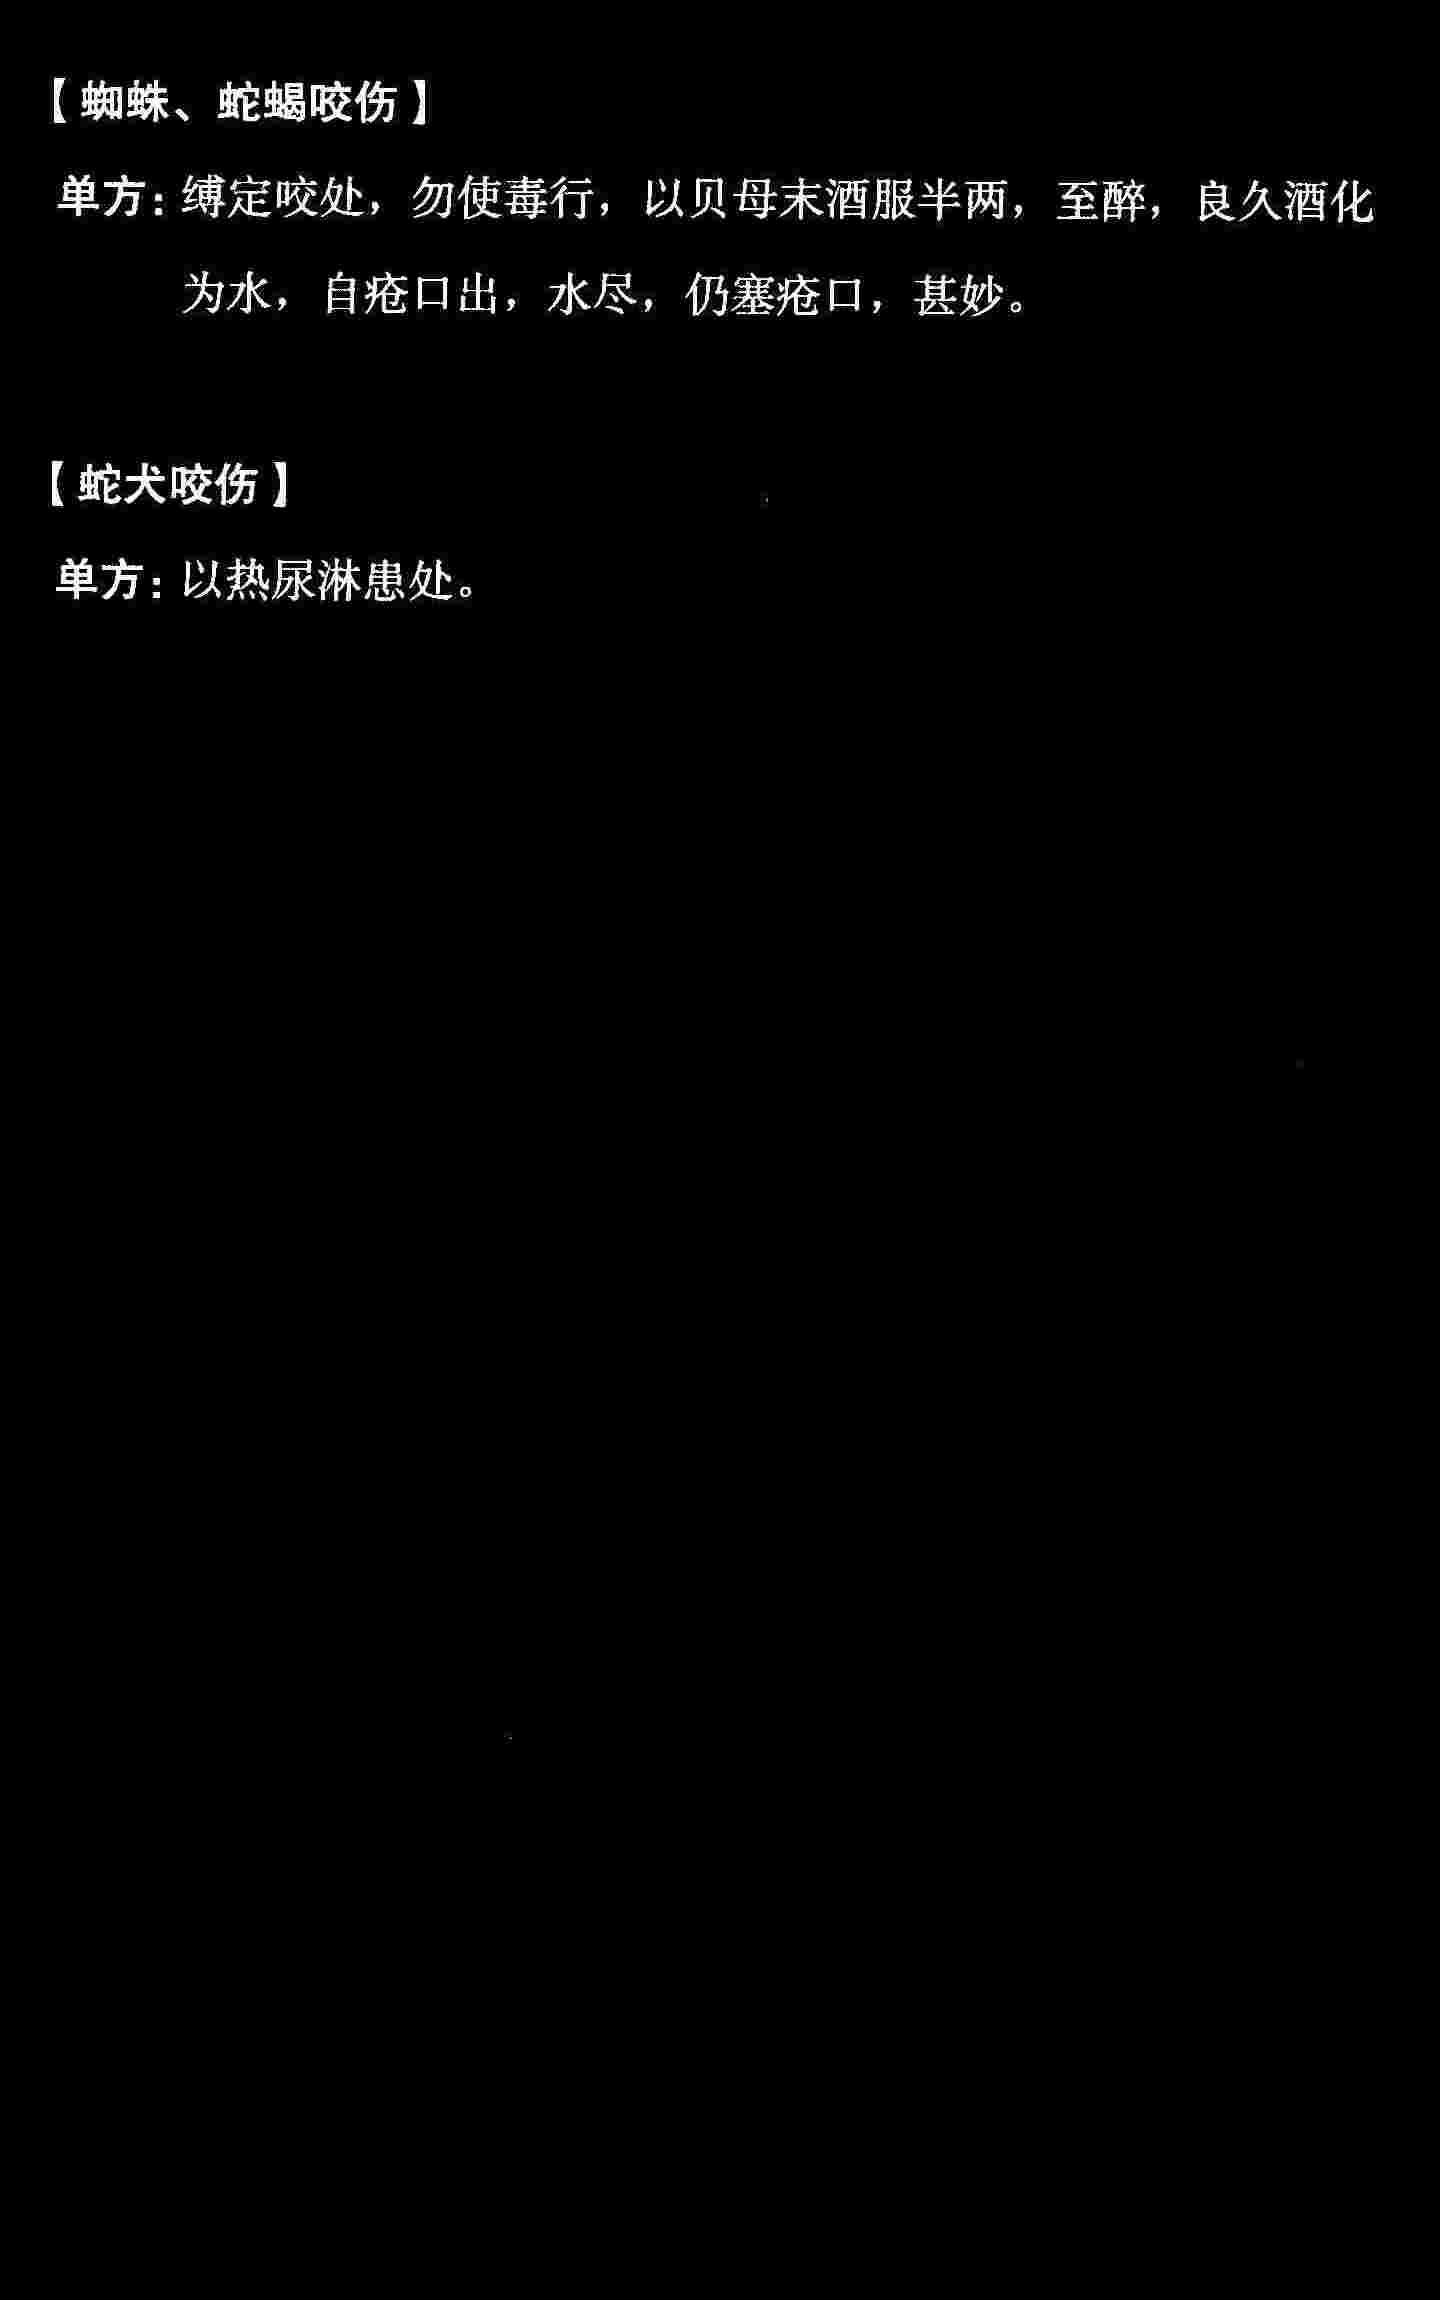 【蜘蛛、蛇蝎咬伤】
单方：缚定咬处，勿使毒行，以贝母末酒服半两，至醉，良久酒化
为水，自疮口出，水尽，仍塞疮口，甚妙。
【蛇犬咬伤】
单方：以热尿淋患处。